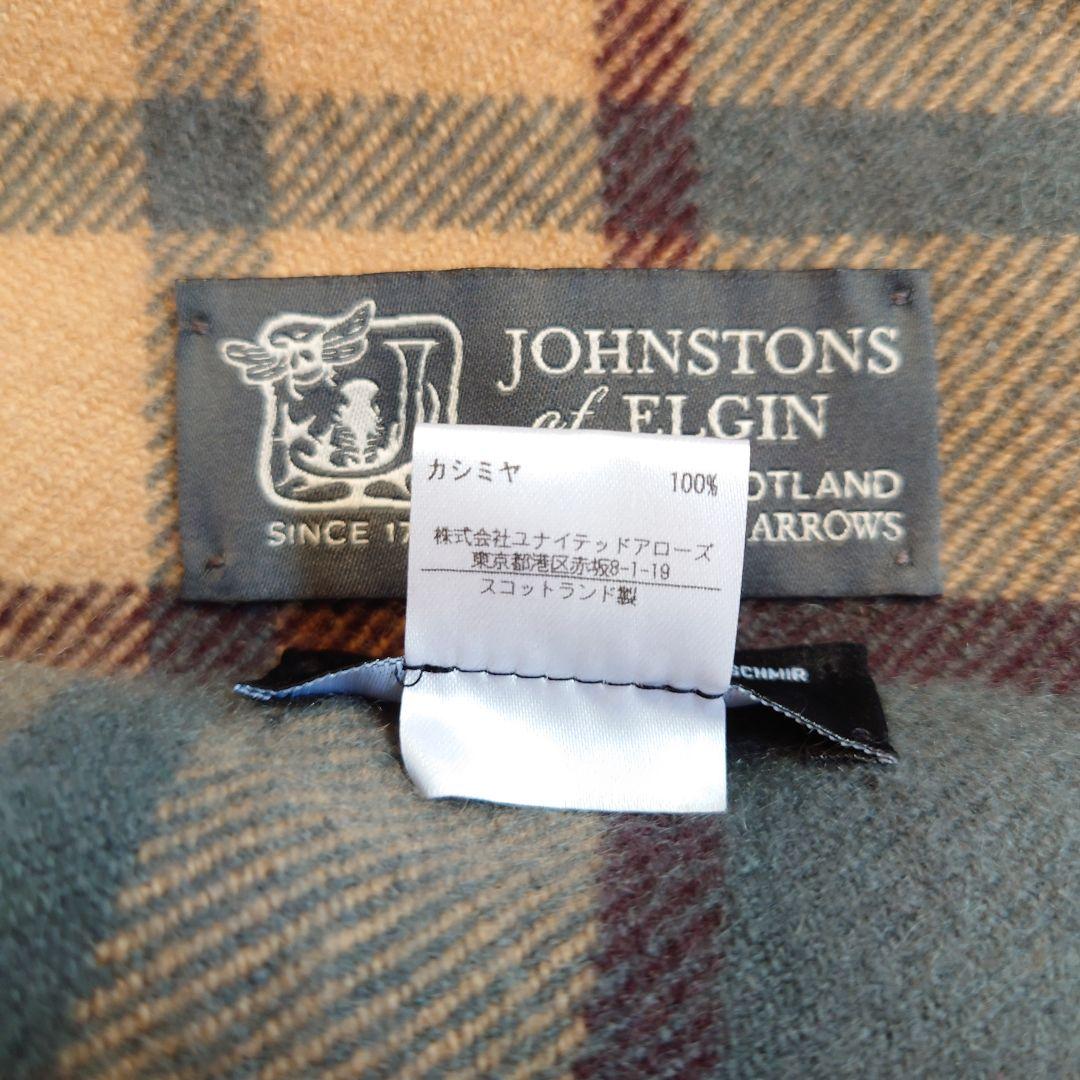 JOHNSTONS
of ELGIN
SINCE 17
ARROWS
カシミヤ 100%
株式会社ユナイテッドアローズ
東京都港区赤坂8-1-19
スコットランド製